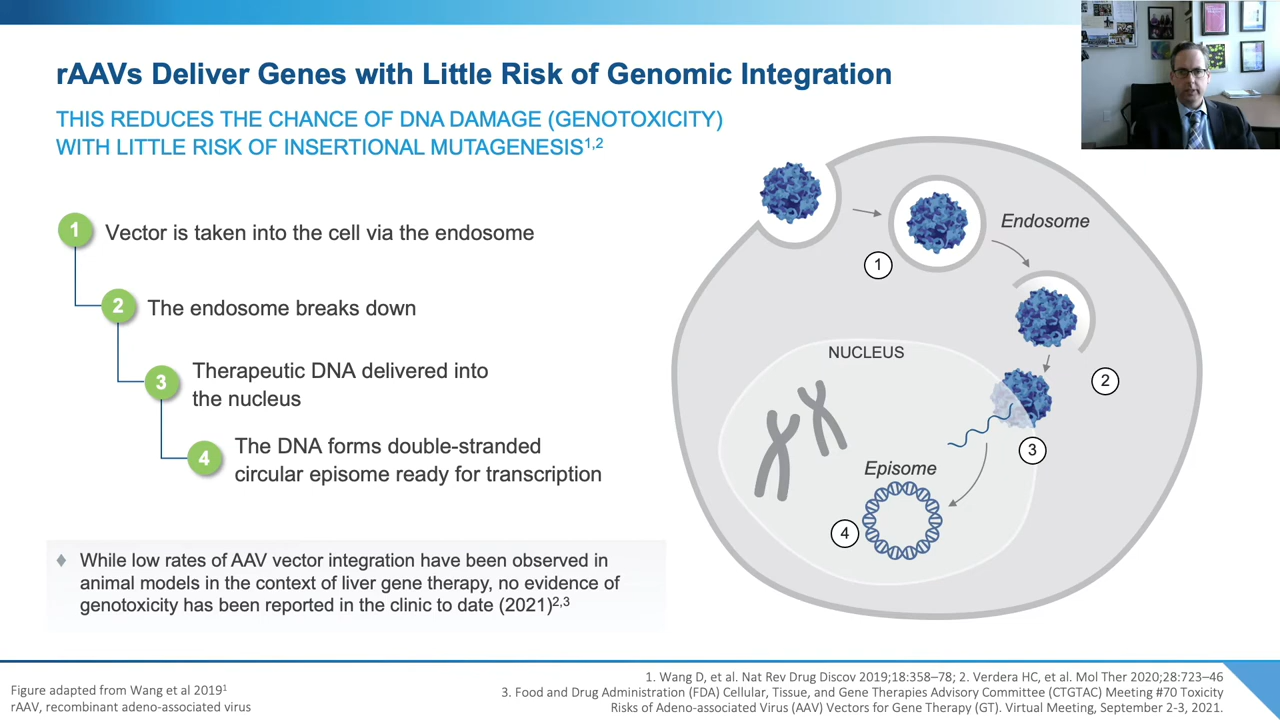 rAAVs Deliver Genes with Little Risk of Genomic Integration
THIS REDUCES THE CHANCE OF DNA DAMAGE (GENOTOXICITY)
WITH LITTLE RISK OF INSERTIONAL MUTAGENESIS1,2
1
Vector is taken into the cell via the endosome
2
The endosome breaks down
3
Therapeutic DNA delivered into
the nucleus
4
The DNA forms double-stranded
circular episome ready for transcription
♦ While low rates of AAV vector integration have been observed in
animal models in the context of liver gene therapy, no evidence of
genotoxicity has been reported in the clinic to date (2021)2,3
Endosome
1
NUCLEUS
2
3
Episome
4
Figure adapted from Wang et al 20191
rAAV, recombinant adeno-associated virus
1. Wang D, et al. Nat Rev Drug Discov 2019;18:358–78; 2. Verdera HC, et al. Mol Ther 2020;28:723–46
3. Food and Drug Administration (FDA) Cellular, Tissue, and Gene Therapies Advisory Committee (CTGTAC) Meeting #70 Toxicity
Risks of Adeno-associated Virus (AAV) Vectors for Gene Therapy (GT). Virtual Meeting, September 2-3, 2021.